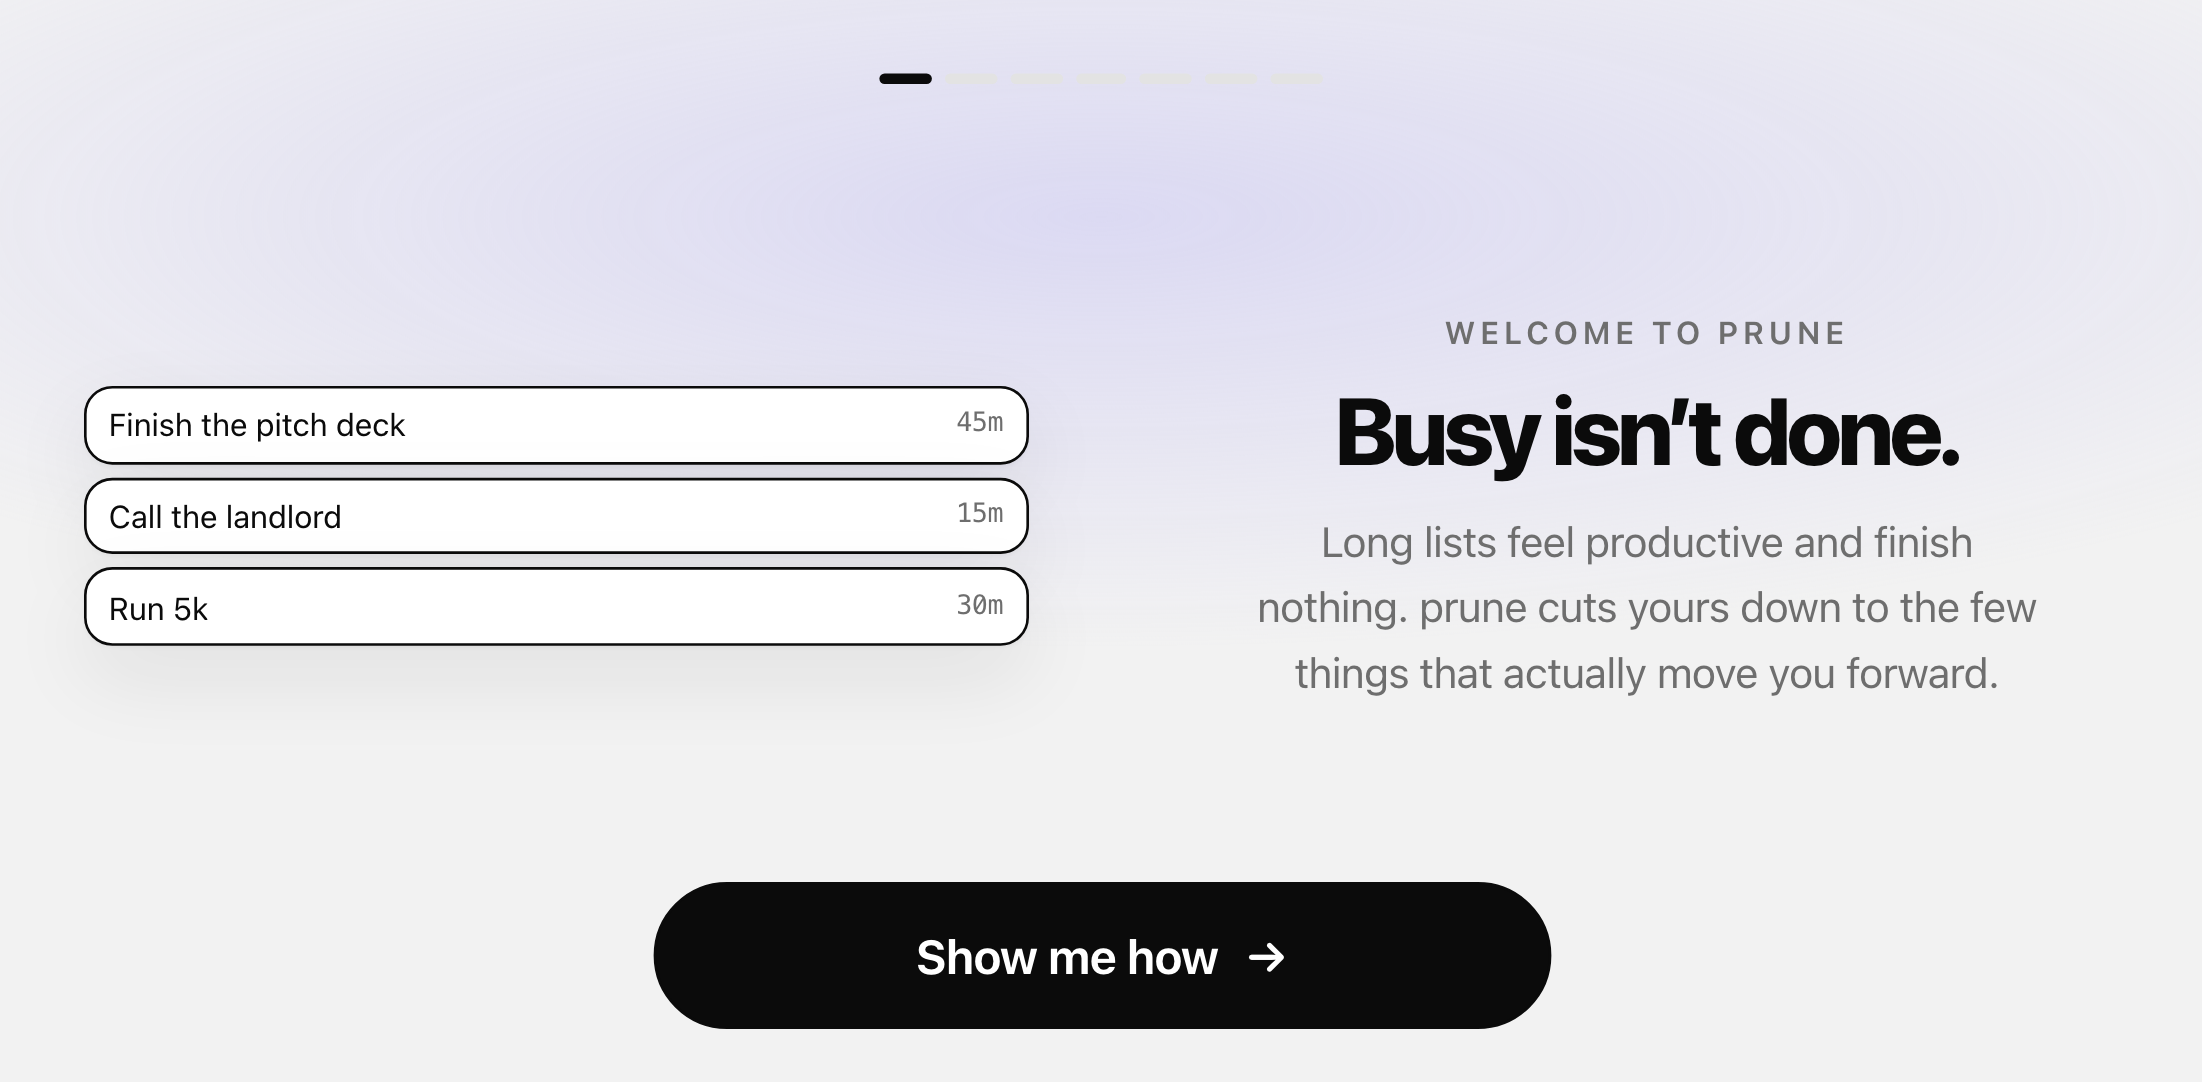 Finish the pitch deck 45m
Call the landlord 15m
Run 5k 30m
WELCOME TO PRUNE
Busy isn’t done.
Long lists feel productive and finish
nothing. prune cuts yours down to the few
things that actually move you forward.
Show me how →